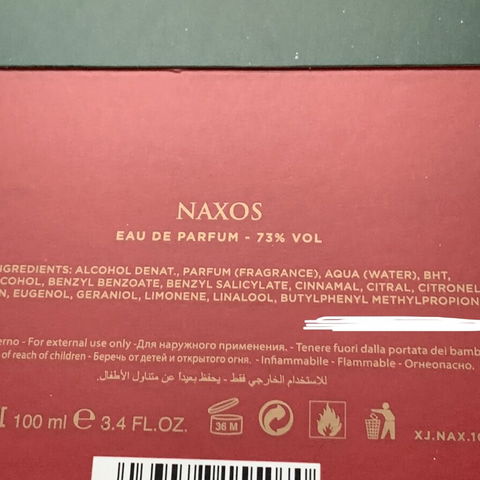 NAXOS
EAU DE PARFUM - 73% VOL
NGREDIENTS: ALCOHOL DENAT., PARFUM (FRAGRANCE), AQUA (WATER), BHT,
COHOL, BENZYL BENZOATE, BENZYL SALICYLATE, CINNAMAL, CITRAL, CITRONEL
N, EUGENOL, GERANIOL, LIMONENE, LINALOOL, BUTYLPHENYL METHYLPROPION
erno - For external use only -Для наружного применения. - Tenere fuori dalla portata dei bamb
of reach of children - Беречь от детей и открытого огня. - Infiammabile - Flammable - Огнеопасно.
للاستخدام الخارجي فقط - يحفظ بعيداً عن متناول الأطفال.
100 ml e 3.4 FL.OZ.
36 M
XJ.NAX.10